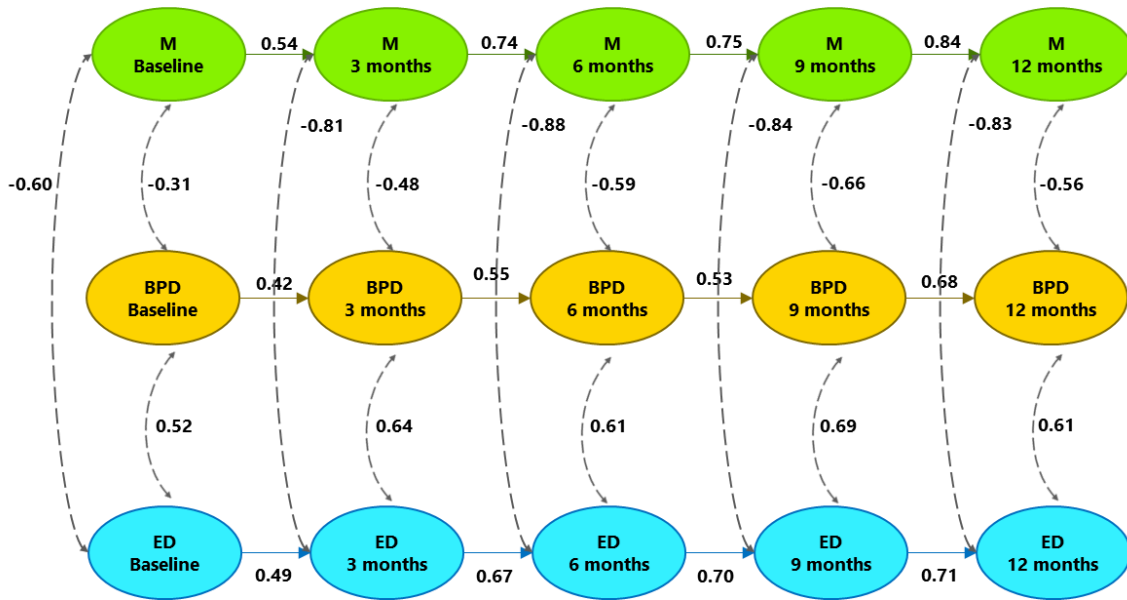 M
Baseline
0.54
M
3 months
0.74
M
6 months
0.75
M
9 months
0.84
M
12 months
-0.81
-0.88
-0.84
-0.83
-0.60
-0.31
-0.48
-0.59
-0.66
-0.56
BPD
Baseline
0.42
BPD
3 months
0.55
BPD
6 months
0.53
BPD
9 months
0.68
BPD
12 months
0.52
0.64
0.61
0.69
0.61
ED
Baseline
0.49
ED
3 months
0.67
ED
6 months
0.70
ED
9 months
0.71
ED
12 months